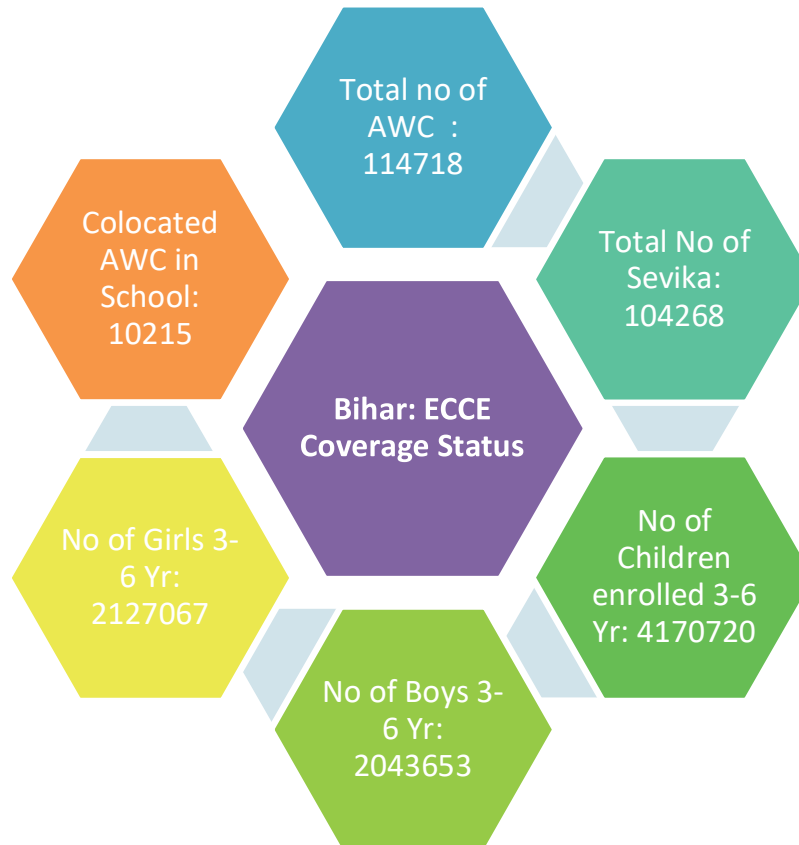 Total no of
AWC  :
114718
Total No of
Sevika:
104268
No of
Children
enrolled 3-6
Yr: 4170720
No of Boys 3-
6 Yr:
2043653
No of Girls 3-
6 Yr:
2127067
Colocated
AWC in
School:
10215
Bihar: ECCE
Coverage Status